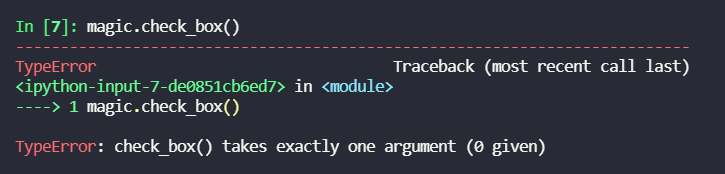 In [7]: magic.check_box()
---------------------------------------------------------------------------
TypeError                                 Traceback (most recent call last)
<ipython-input-7-de0851cb6ed7> in <module>
----> 1 magic.check_box()

TypeError: check_box() takes exactly one argument (0 given)